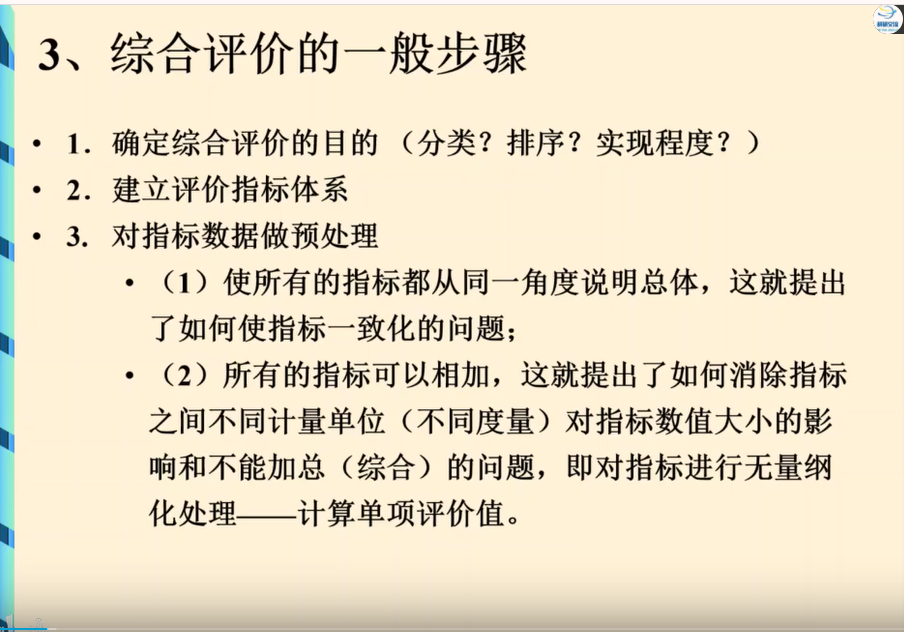 3、综合评价的一般步骤
• 1. 确定综合评价的目的 （分类？排序？实现程度？）
• 2. 建立评价指标体系
• 3. 对指标数据做预处理
• （1）使所有的指标都从同一角度说明总体，这就提出
了如何使指标一致化的问题；
• （2）所有的指标可以相加，这就提出了如何消除指标
之间不同计量单位（不同度量）对指标数值大小的影
响和不能加总（综合）的问题，即对指标进行无量纲
化处理——计算单项评价值。